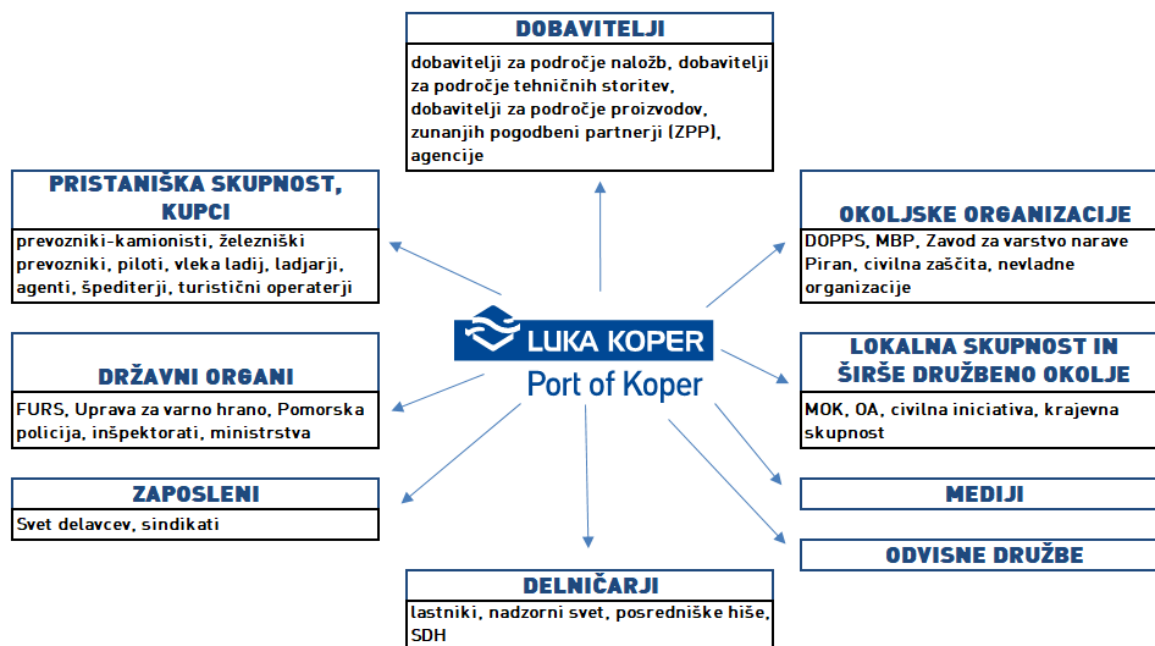 DOBAVITELJI
dobavitelji za področje naložb, dobavitelji
za področje tehničnih storitev,
dobavitelji za področje proizvodov,
zunanjih pogodbeni partnerji (ZPP),
agencije
PRISTANIŠKA SKUPNOST,
KUPCI
prevozniki-kamionisti, železniški
prevozniki, piloti, vleka ladij, ladjarji,
agenti, špediterji, turistični operaterji
OKOLJSKE ORGANIZACIJE
DOPPS, MBP, Zavod za varstvo narave
Piran, civilna zaščita, nevladne
organizacije
LUKA KOPER
Port of Koper
DRŽAVNI ORGANI
FURS, Uprava za varno hrano, Pomorska
policija, inšpektorati, ministrstva
LOKALNA SKUPNOST IN
ŠIRŠE DRUŽBENO OKOLJE
MOK, OA, civilna iniciativa, krajevna
skupnost
ZAPOSLENI
Svet delavcev, sindikati
MEDIJI
ODVISNE DRUŽBE
DELNIČARJI
lastniki, nadzorni svet, posredniške hiše,
SDH